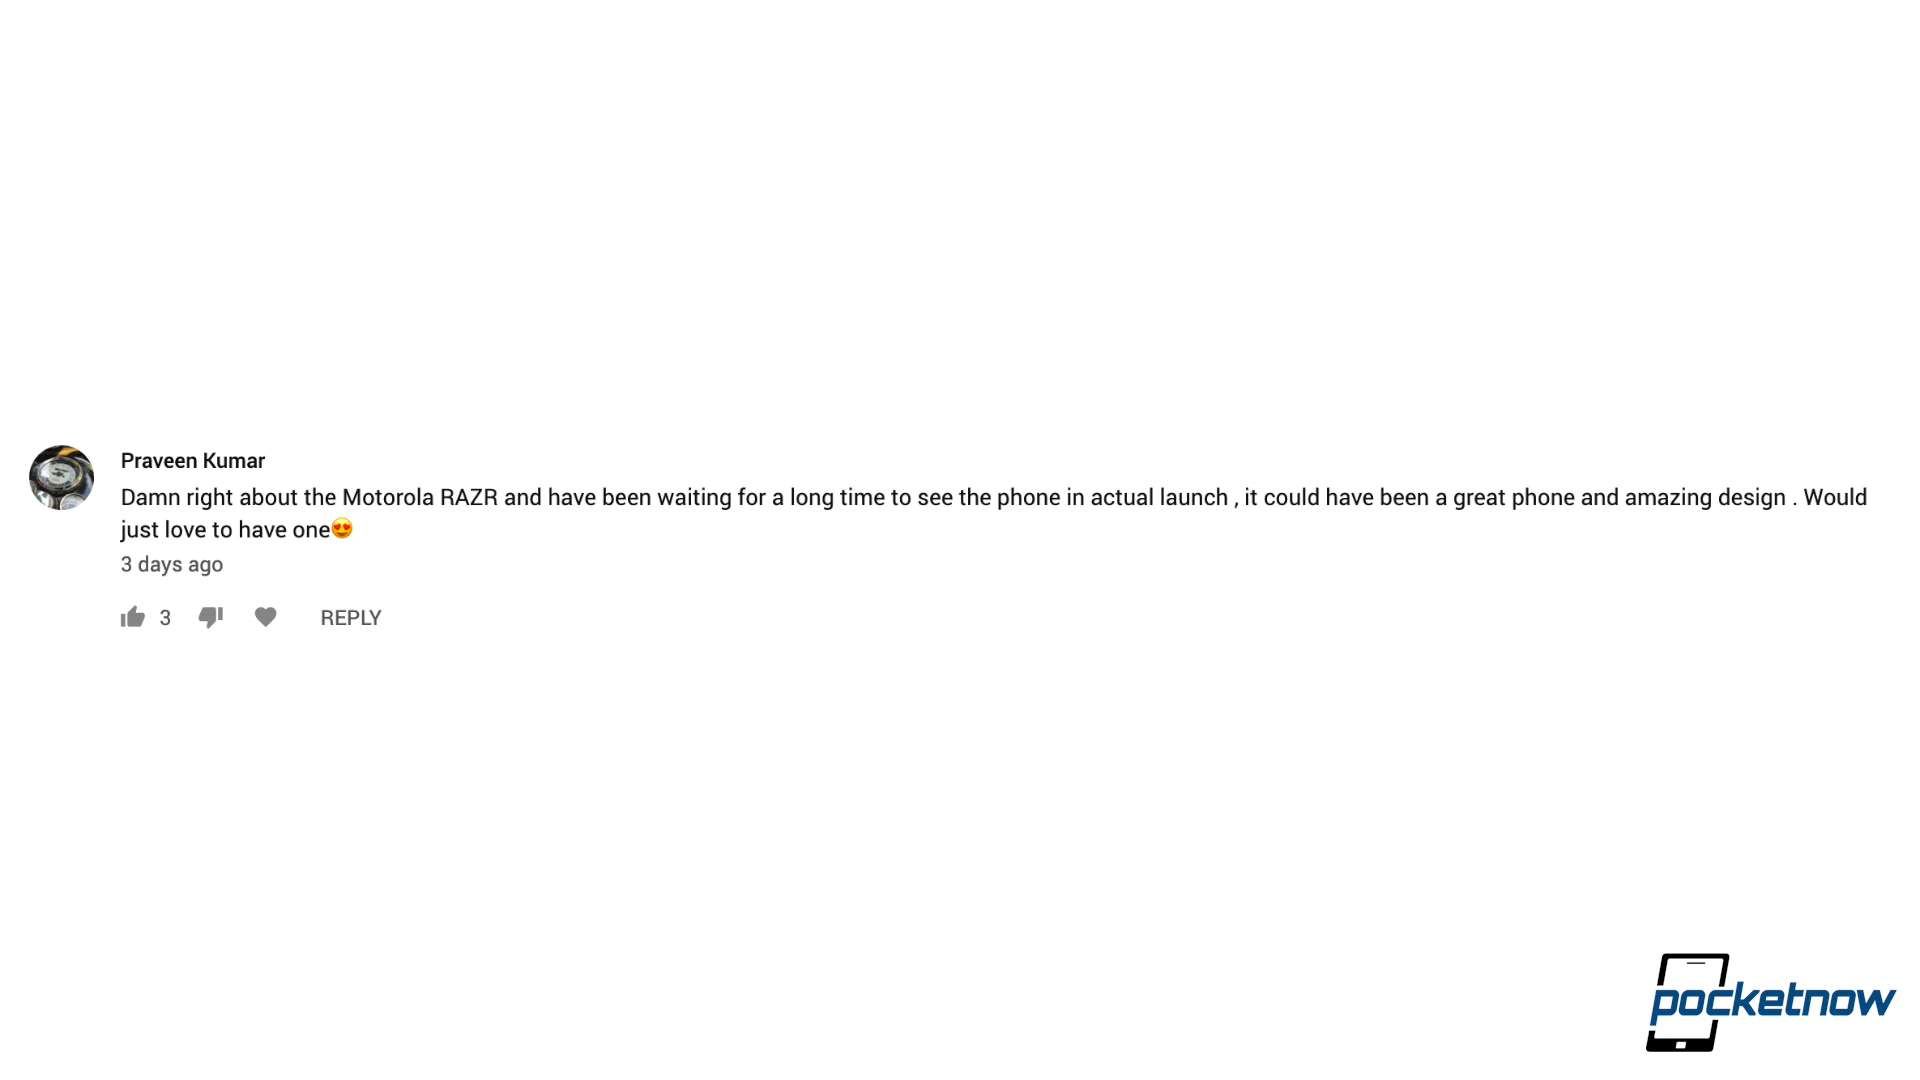 Praveen Kumar
Damn right about the Motorola RAZR and have been waiting for a long time to see the phone in actual launch , it could have been a great phone and amazing design . Would
just love to have one😍
3 days ago
3 REPLY
pocketnow